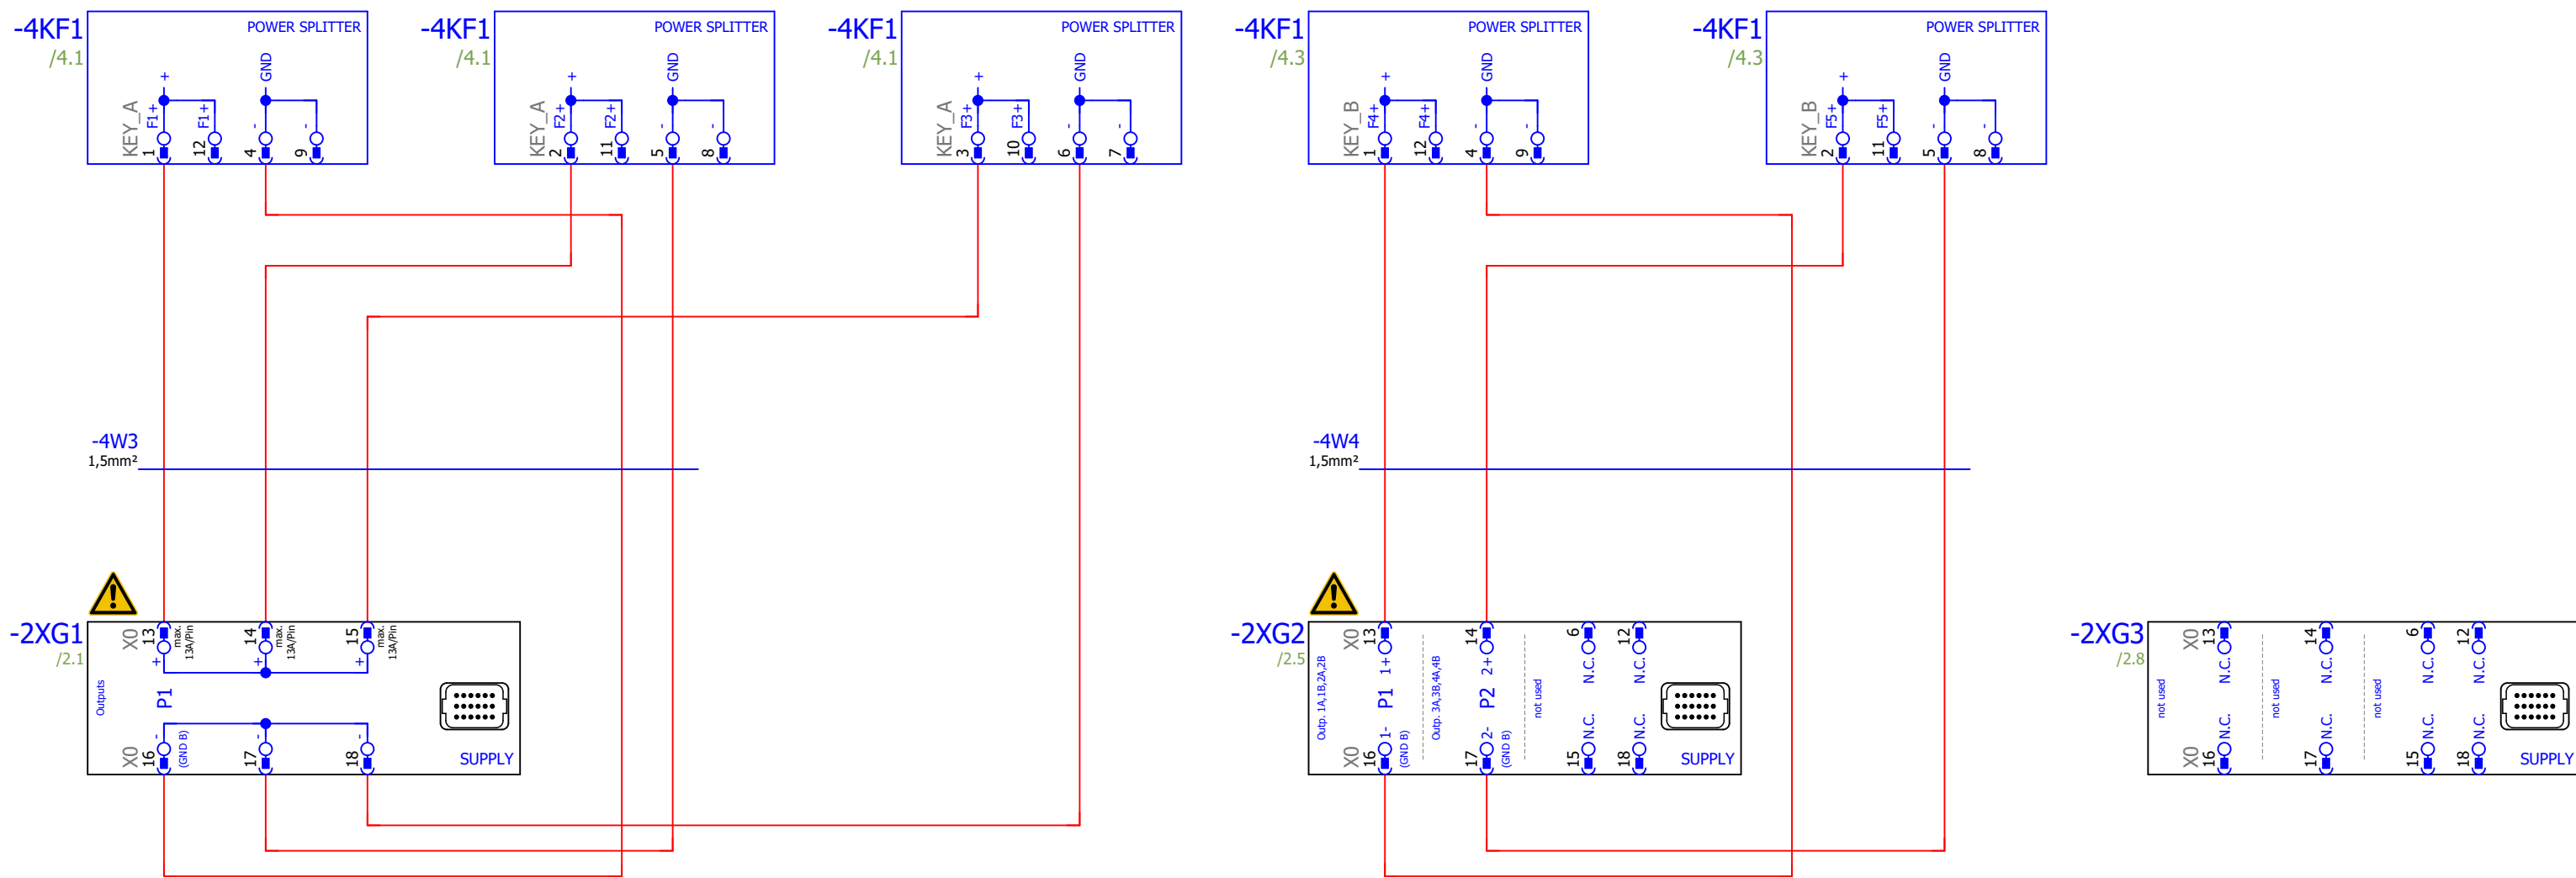 -4KF1
/4.1
POWER SPLITTER
+
GND
KEY_A
F1+
F1+
-
-
1
12
4
9
-4KF1
/4.1
POWER SPLITTER
+
GND
KEY_A
F2+
F2+
-
-
2
11
5
8
-4KF1
/4.1
POWER SPLITTER
+
GND
KEY_A
F3+
F3+
-
-
3
10
6
7
-4KF1
/4.3
POWER SPLITTER
+
GND
KEY_B
F4+
F4+
-
-
1
12
4
9
-4KF1
/4.3
POWER SPLITTER
+
GND
KEY_B
F5+
F5+
-
-
2
11
5
8
-4W3
1,5mm²
-4W4
1,5mm²
-2XG1
/2.1
X0
13
max.
13A/Pin
14
max.
13A/Pin
15
max.
13A/Pin
+
+
+
Outputs
P1
-
-
-
X0
16
(GND B)
17
18
SUPPLY
-2XG2
/2.5
X0
13
14
6
12
1+
2+
N.C.
N.C.
Outp. 1A,1B,2A,2B
P1
Outp. 3A,3B,4A,4B
P2
not used
1-
2-
N.C.
N.C.
X0
16
(GND B)
17
(GND B)
15
18
SUPPLY
-2XG3
/2.8
X0
13
14
6
12
N.C.
N.C.
N.C.
N.C.
not used
not used
not used
N.C.
N.C.
N.C.
N.C.
X0
16
17
15
18
SUPPLY